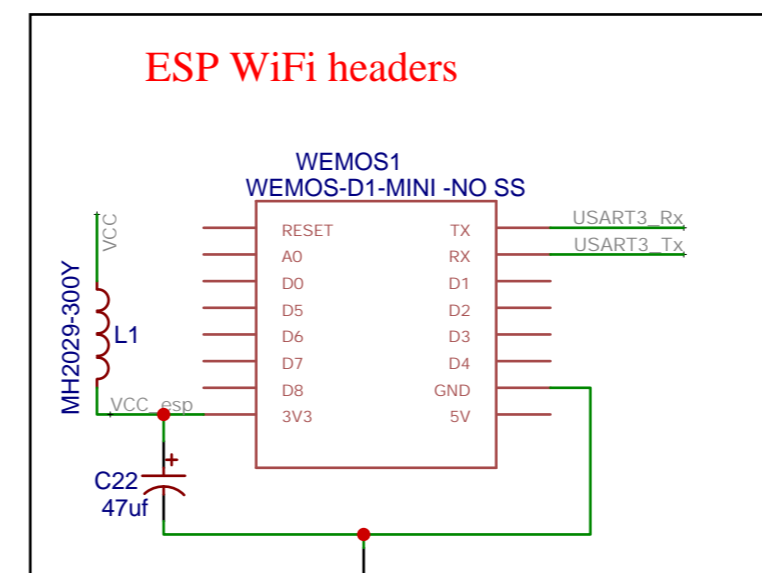 ESP WiFi headers
WEMOS1
WEMOS-D1-MINI -NO SS
VCC
MH2029-300Y
L1
VCC_esp
RESET
A0
D0
D5
D6
D7
D8
3V3
TX
RX
D1
D2
D3
D4
GND
5V
USART3_Rx
USART3_Tx
+
C22
47uf